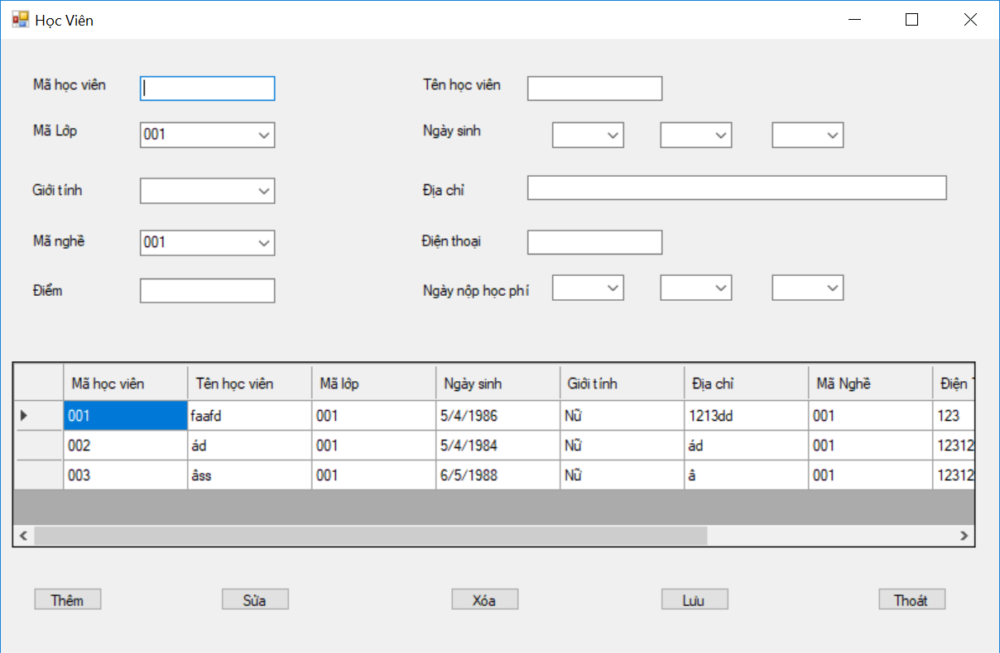 Học Viên
Mã học viên Tên học viên
Mã Lớp 001 Ngày sinh
Giới tính Địa chỉ
Mã nghề 001 Điện thoại
Điểm Ngày nộp học phí
Mã học viên Tên học viên Mã lớp Ngày sinh Giới tính Địa chỉ Mã Nghề Điện
001 faafd 001 5/4/1986 Nữ 1213dd 001 123
002 ád 001 5/4/1984 Nữ ád 001 12312
003 âss 001 6/5/1988 Nữ â 001 12312
Thêm Sửa Xóa Lưu Thoát